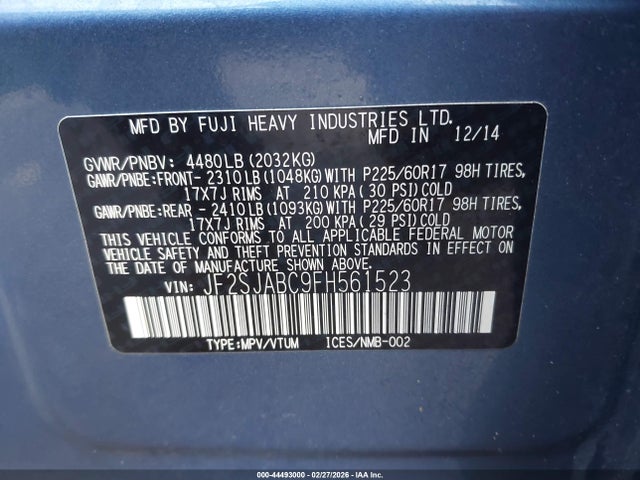 MFD BY FUJI HEAVY INDUSTRIES LTD.
MFD IN 12/14
GVWR/PNBV: 4480LB(2032KG)
GAWR/PNBE:FRONT- 2310LB(1048KG)WITH P225/60R17 98H TIRES,
17X7J RIMS AT 210KPA(30 PSI)COLD
GAWR/PNBE:REAR - 2410LB(1093KG)WITH P225/60R17 98H TIRES,
17X7J RIMS AT 200KPA(29 PSI)COLD
THIS VEHICLE CONFORMS TO ALL APPLICABLE FEDERAL MOTOR
VEHICLE SAFETY AND THEFT PREVENTION STANDARDS IN EFFECT ON
THE DATE OF MANUFACTURE SHOWN ABOVE.
VIN: JF2SJABC9FH561523
TYPE:MPV/VTUM ICES/NMB-002
000-44493000 - 02/27/2026 - IAA Inc.